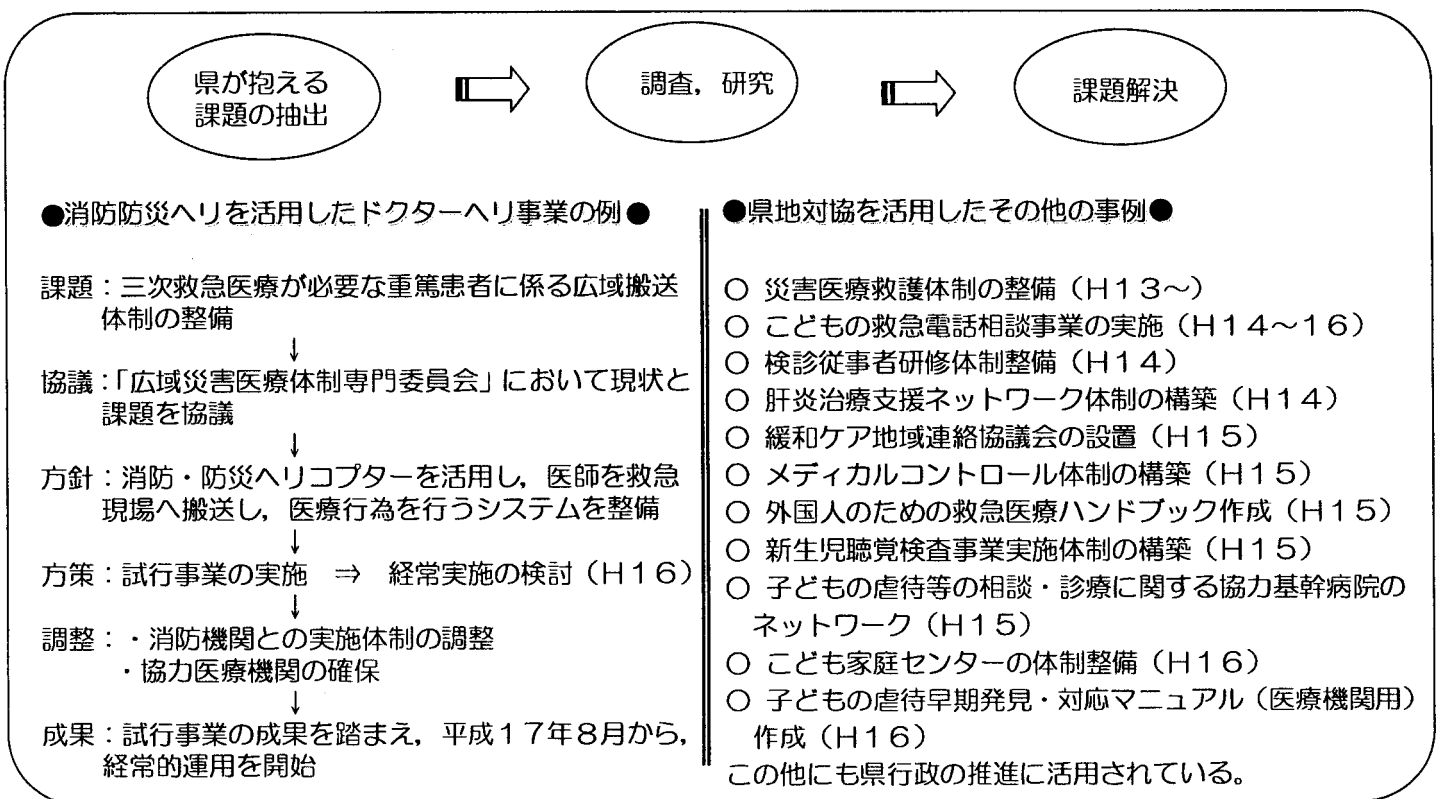 県が抱える
課題の抽出
調査，研究
課題解決
●消防防災ヘリを活用したドクターヘリ事業の例●
課題：三次救急医療が必要な重篤患者に係る広域搬送
体制の整備
↓
協議：「広域災害医療体制専門委員会」において現状と
課題を協議
↓
方針：消防・防災ヘリコプターを活用し，医師を救急
現場へ搬送し，医療行為を行うシステムを整備
↓
方策：試行事業の実施　⇒　経常実施の検討（Ｈ１６）
↓
調整：・消防機関との実施体制の調整
・協力医療機関の確保
↓
成果：試行事業の成果を踏まえ，平成１７年８月から，
経常的運用を開始
●県地対協を活用したその他の事例●
○ 災害医療救護体制の整備（Ｈ１３～）
○ こどもの救急電話相談事業の実施（Ｈ１４～１６）
○ 検診従事者研修体制整備（Ｈ１４）
○ 肝炎治療支援ネットワーク体制の構築（Ｈ１４）
○ 緩和ケア地域連絡協議会の設置（Ｈ１５）
○ メディカルコントロール体制の構築（Ｈ１５）
○ 外国人のための救急医療ハンドブック作成（Ｈ１５）
○ 新生児聴覚検査事業実施体制の構築（Ｈ１５）
○ 子どもの虐待等の相談・診療に関する協力基幹病院の
ネットワーク（Ｈ１５）
○ こども家庭センターの体制整備（Ｈ１６）
○ 子どもの虐待早期発見・対応マニュアル（医療機関用）
作成（Ｈ１６）
この他にも県行政の推進に活用されている。